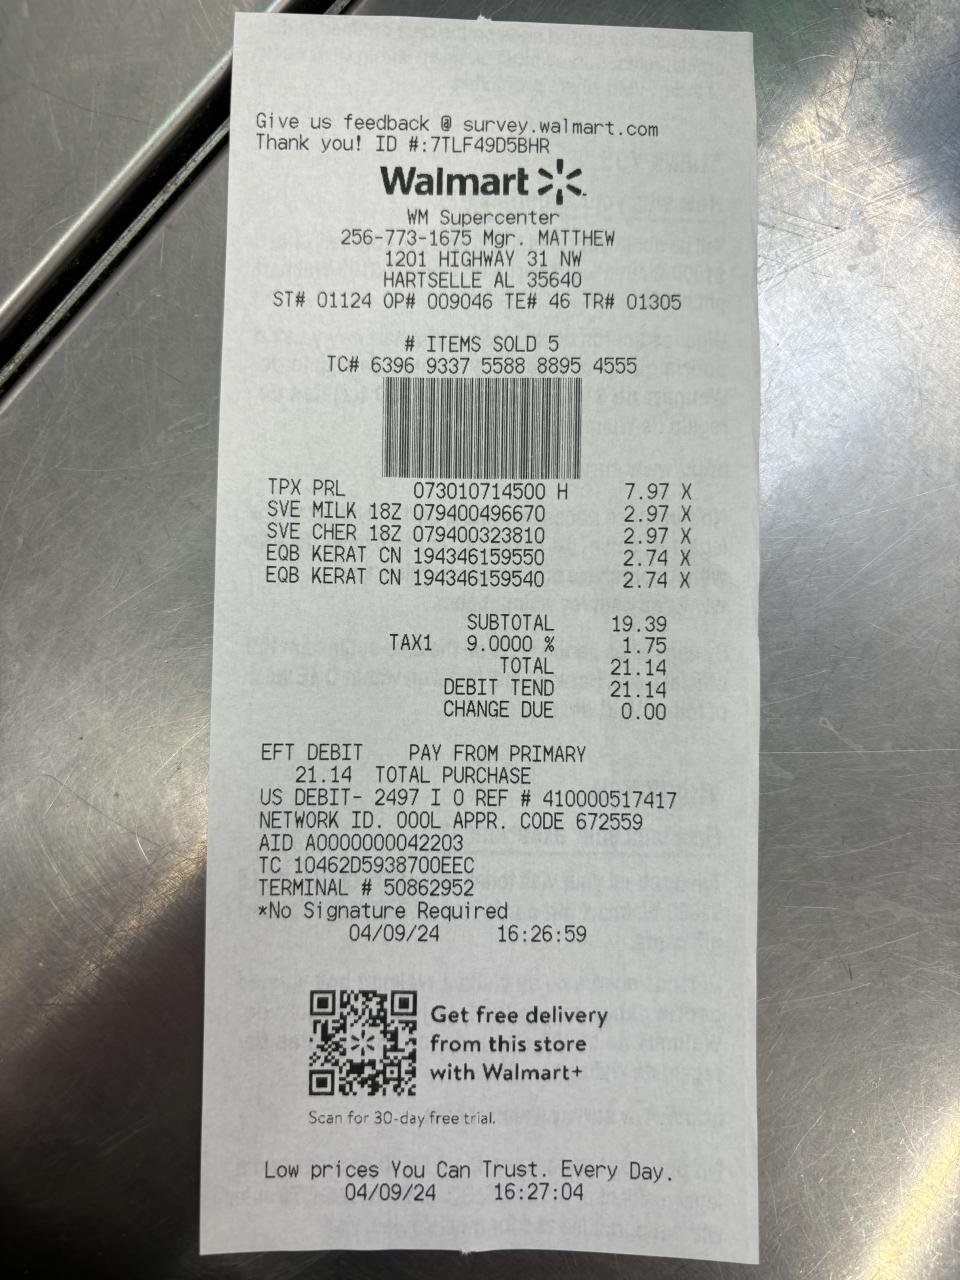 Give us feedback @ survey.walmart.com
Thank you! ID #:7TLF49D5BHR
Walmart
WM Supercenter
256-773-1675 Mgr. MATTHEW
1201 HIGHWAY 31 NW
HARTSELLE AL 35640
ST# 01124 OP# 009046 TE# 46 TR# 01305
# ITEMS SOLD 5
TC# 6396 9337 5588 8895 4555
TPX PRL 073010714500 H 7.97 X
SVE MILK 18Z 079400496670 2.97 X
SVE CHER 18Z 079400323810 2.97 X
EQB KERAT CN 194346159550 2.74 X
EQB KERAT CN 194346159540 2.74 X
SUBTOTAL 19.39
TAX1 9.0000 % 1.75
TOTAL 21.14
DEBIT TEND 21.14
CHANGE DUE 0.00
EFT DEBIT PAY FROM PRIMARY
21.14 TOTAL PURCHASE
US DEBIT- 2497 I 0 REF # 410000517417
NETWORK ID. 000L APPR. CODE 672559
AID A0000000042203
TC 10462D5938700EEC
TERMINAL # 50862952
*No Signature Required
04/09/24 16:26:59
Get free delivery
from this store
with Walmart+
Scan for 30-day free trial.
Low prices You Can Trust. Every Day.
04/09/24 16:27:04